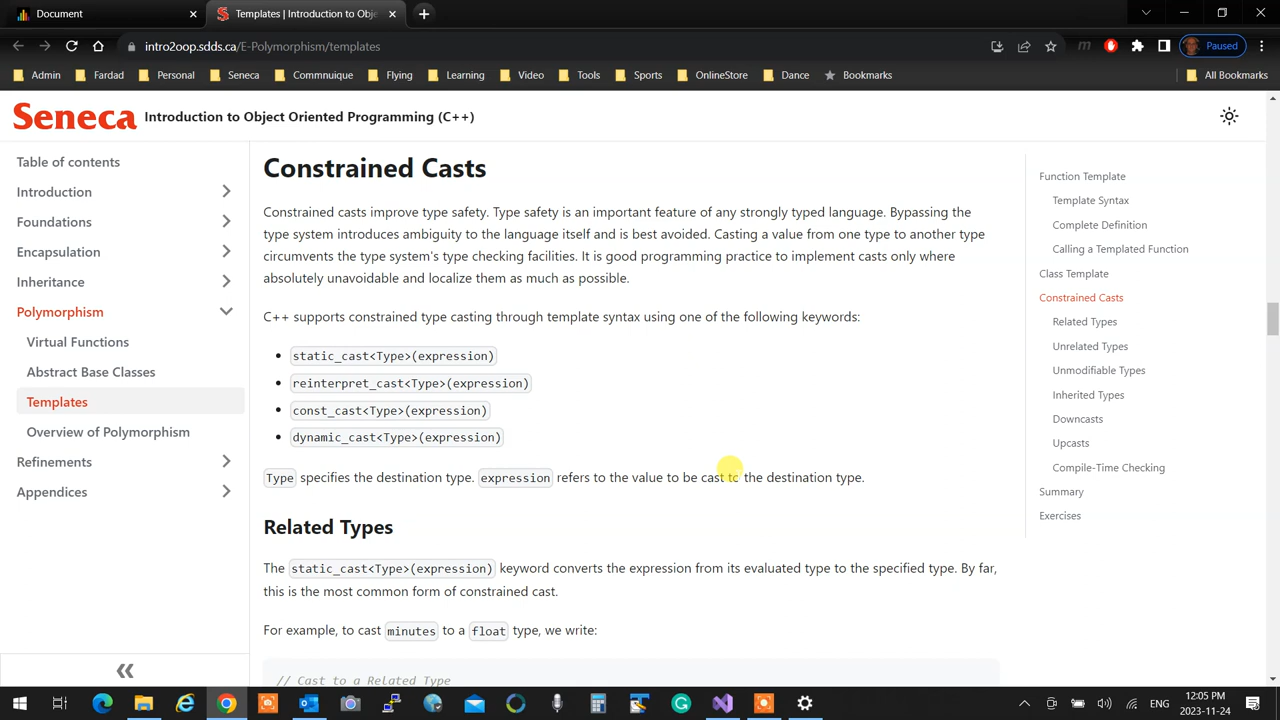 Document
Templates | Introduction to Obje
intro2oop.sdds.ca/E-Polymorphism/templates
Paused
Admin
Fardad
Personal
Seneca
Commnuique
Flying
Learning
Video
Tools
Sports
OnlineStore
Dance
Bookmarks
All Bookmarks
Seneca Introduction to Object Oriented Programming (C++)
Table of contents
Introduction
Foundations
Encapsulation
Inheritance
Polymorphism
Virtual Functions
Abstract Base Classes
Templates
Overview of Polymorphism
Refinements
Appendices
Constrained Casts
Constrained casts improve type safety. Type safety is an important feature of any strongly typed language. Bypassing the
type system introduces ambiguity to the language itself and is best avoided. Casting a value from one type to another type
circumvents the type system's type checking facilities. It is good programming practice to implement casts only where
absolutely unavoidable and localize them as much as possible.
C++ supports constrained type casting through template syntax using one of the following keywords:
static_cast<Type>(expression)
reinterpret_cast<Type>(expression)
const_cast<Type>(expression)
dynamic_cast<Type>(expression)
Type specifies the destination type. expression refers to the value to be cast to the destination type.
Related Types
The static_cast<Type>(expression) keyword converts the expression from its evaluated type to the specified type. By far,
this is the most common form of constrained cast.
For example, to cast minutes to a float type, we write:
// Cast to a Related Type
Function Template
Template Syntax
Complete Definition
Calling a Templated Function
Class Template
Constrained Casts
Related Types
Unrelated Types
Unmodifiable Types
Inherited Types
Downcasts
Upcasts
Compile-Time Checking
Summary
Exercises
ENG
12:05 PM
2023-11-24